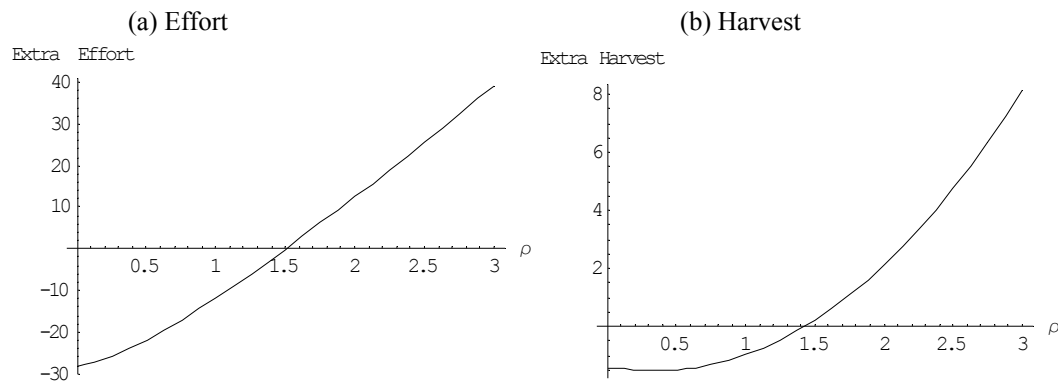 (a) Effort
(b) Harvest
Extra Effort
40
30
20
10
-10
-20
-30
0.5 1 1.5 2 2.5 3 ρ
Extra Harvest
8
6
4
2
0.5 1 1.5 2 2.5 3 ρ